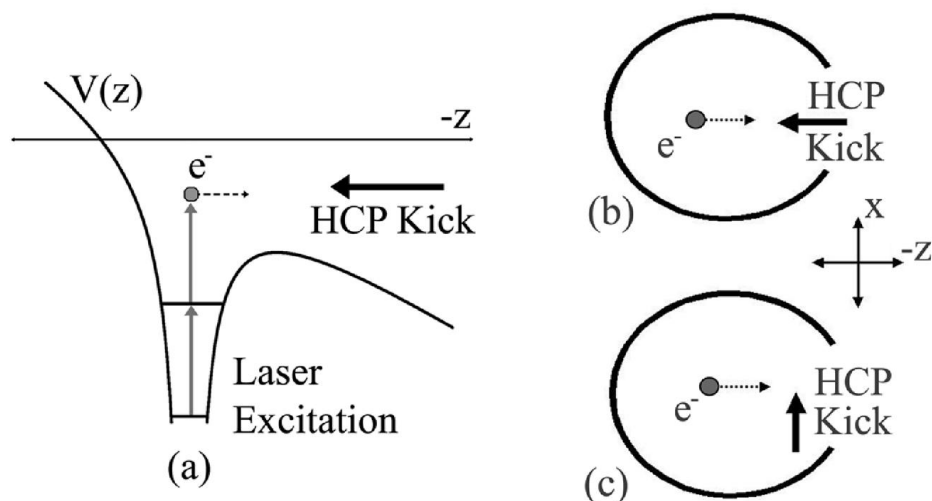 V(z)
-z
e-
HCP Kick
Laser
Excitation
(a)
HCP
Kick
e-
(b)
x
-z
HCP
Kick
e-
(c)